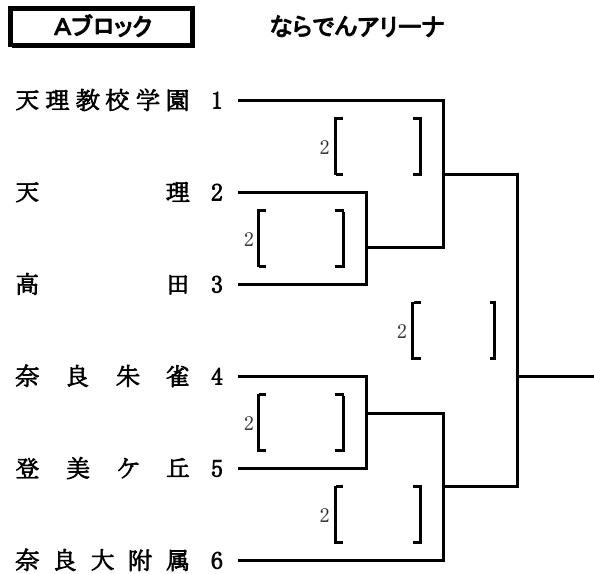 Aブロック ならでんアリーナ
天理教校学園 1
2
天理 2
2
高田 3
2
奈良朱雀 4
2
登美ケ丘 5
2
奈良大附属 6